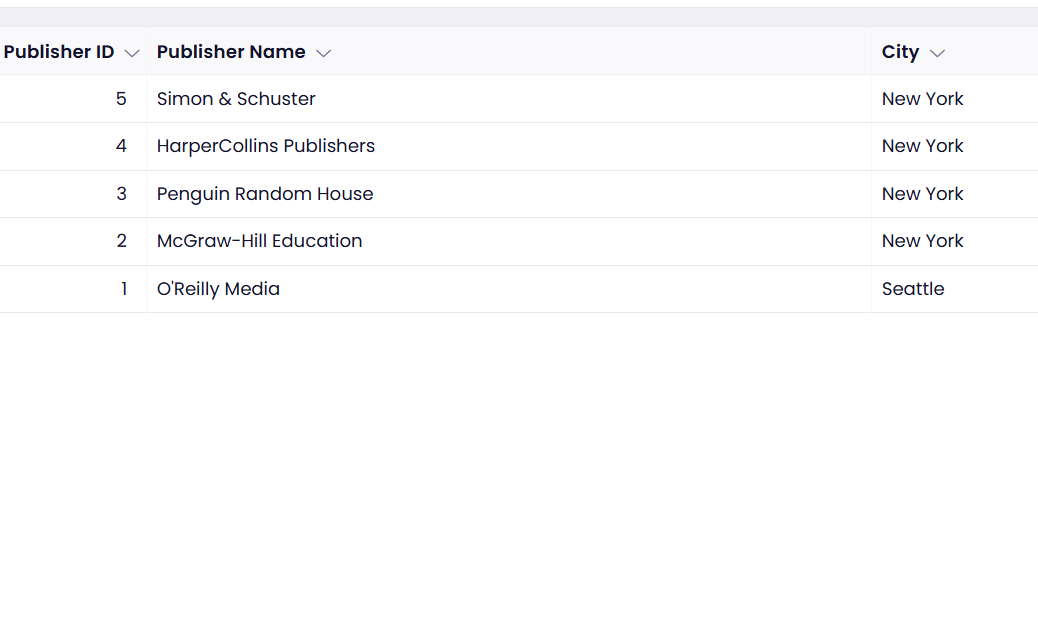 Publisher ID Publisher Name City
5 Simon & Schuster New York
4 HarperCollins Publishers New York
3 Penguin Random House New York
2 McGraw-Hill Education New York
1 O'Reilly Media Seattle